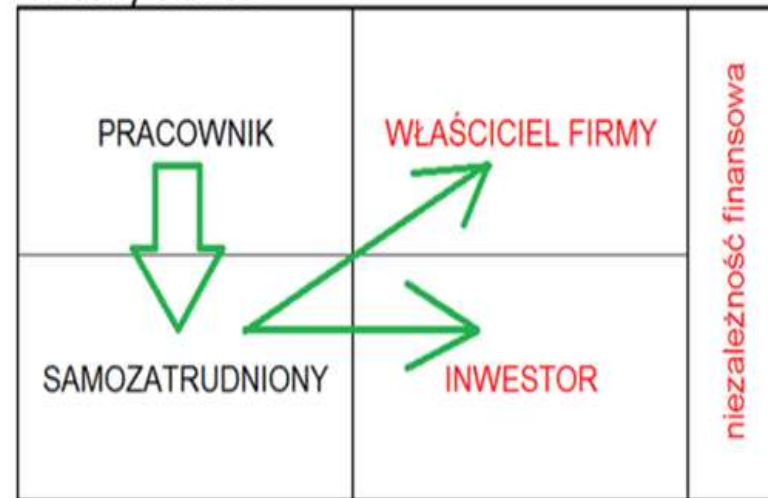 PRACOWNIK
WŁAŚCICIEL FIRMY
SAMOZATRUDNIONY
INWESTOR
niezależność finansowa